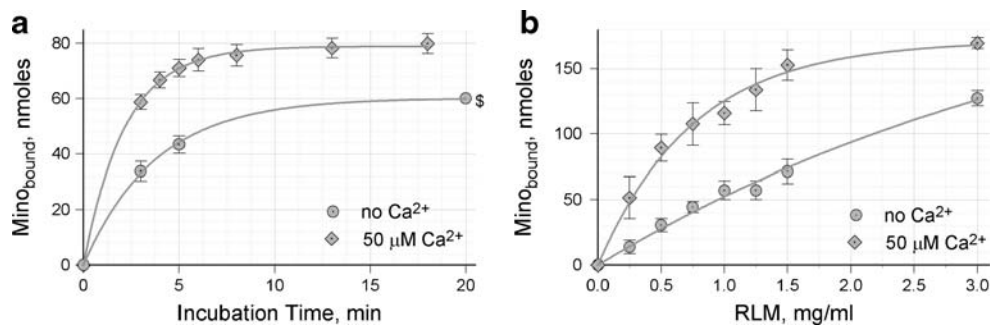 a
80
60
40
20
0
Mino_bound, nmoles
$
no Ca²⁺
50 μM Ca²⁺
0 5 10 15 20
Incubation Time, min
b
150
100
50
0
Mino_bound, nmoles
no Ca²⁺
50 μM Ca²⁺
0.0 0.5 1.0 1.5 2.0 2.5 3.0
RLM, mg/ml